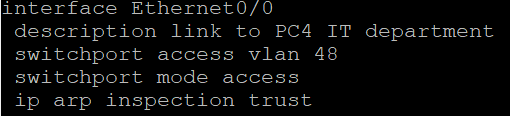 interface Ethernet0/0
description link to PC4 IT department
switchport access vlan 48
switchport mode access
ip arp inspection trust